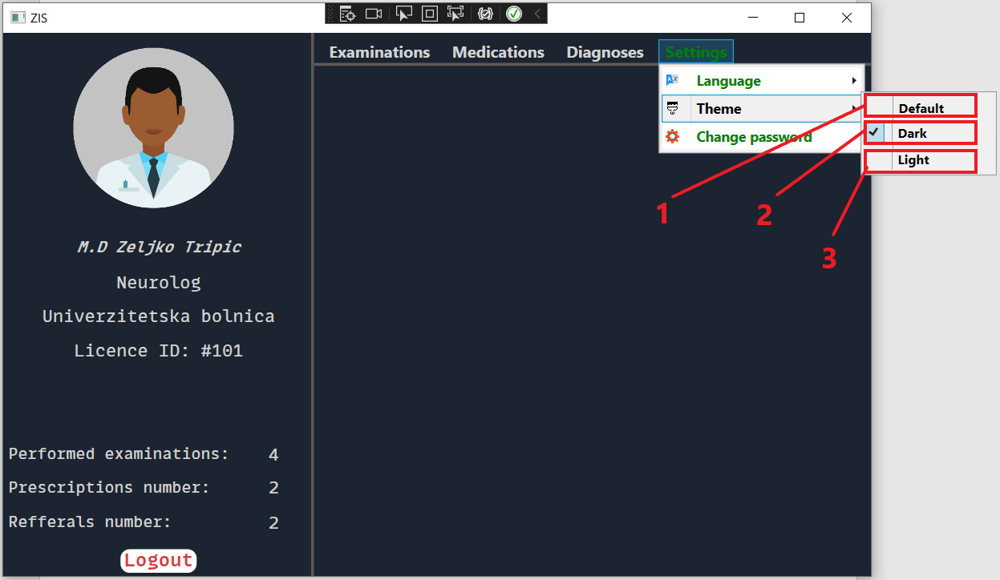 ZIS
Examinations Medications Diagnoses Settings
Language
Theme
Change password
Default
Dark
Light
1
2
3
M.D Zeljko Tripic
Neurolog
Univerzitetska bolnica
Licence ID: #101
Performed examinations: 4
Prescriptions number: 2
Refferals number: 2
Logout